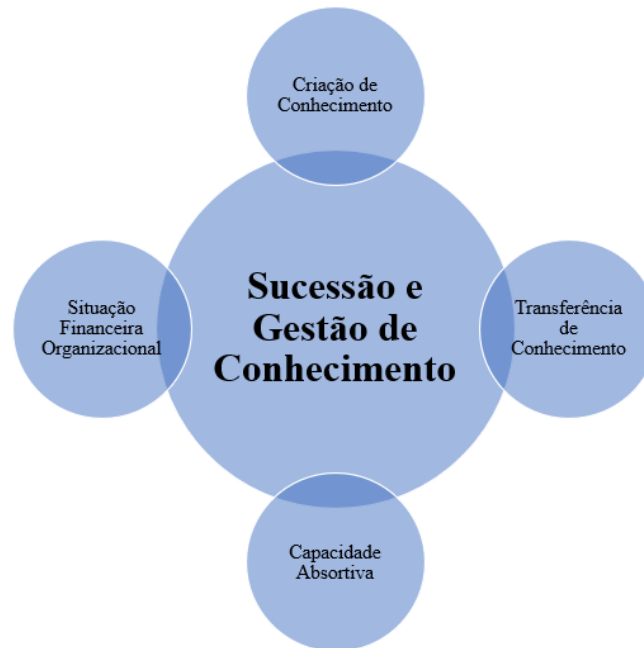 Criação de
Conhecimento
Sucessão e
Gestão de
Conhecimento
Situação
Financeira
Organizacional
Transferência
de
Conhecimento
Capacidade
Absortiva